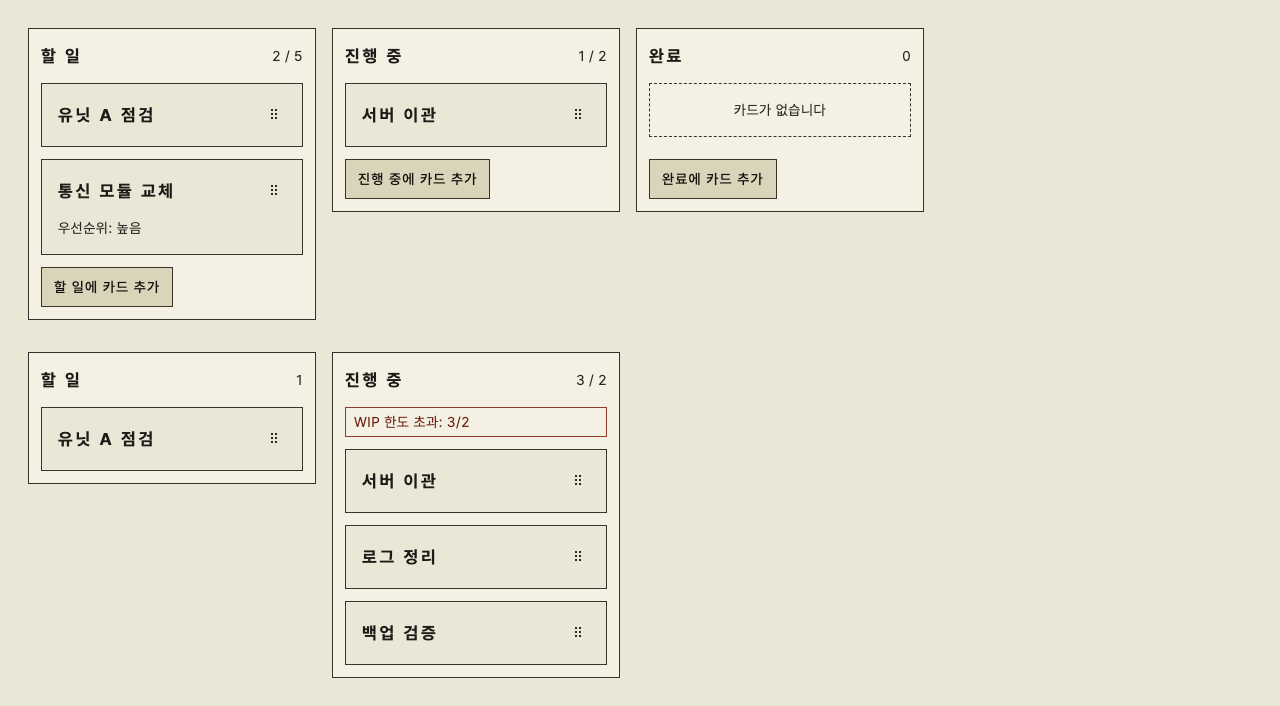 할 일
2 / 5
유닛 A 점검
통신 모듈 교체
우선순위: 높음
할 일에 카드 추가
진행 중
1 / 2
서버 이관
진행 중에 카드 추가
완료
0
카드가 없습니다
완료에 카드 추가
할 일
1
유닛 A 점검
진행 중
3 / 2
WIP 한도 초과: 3/2
서버 이관
로그 정리
백업 검증